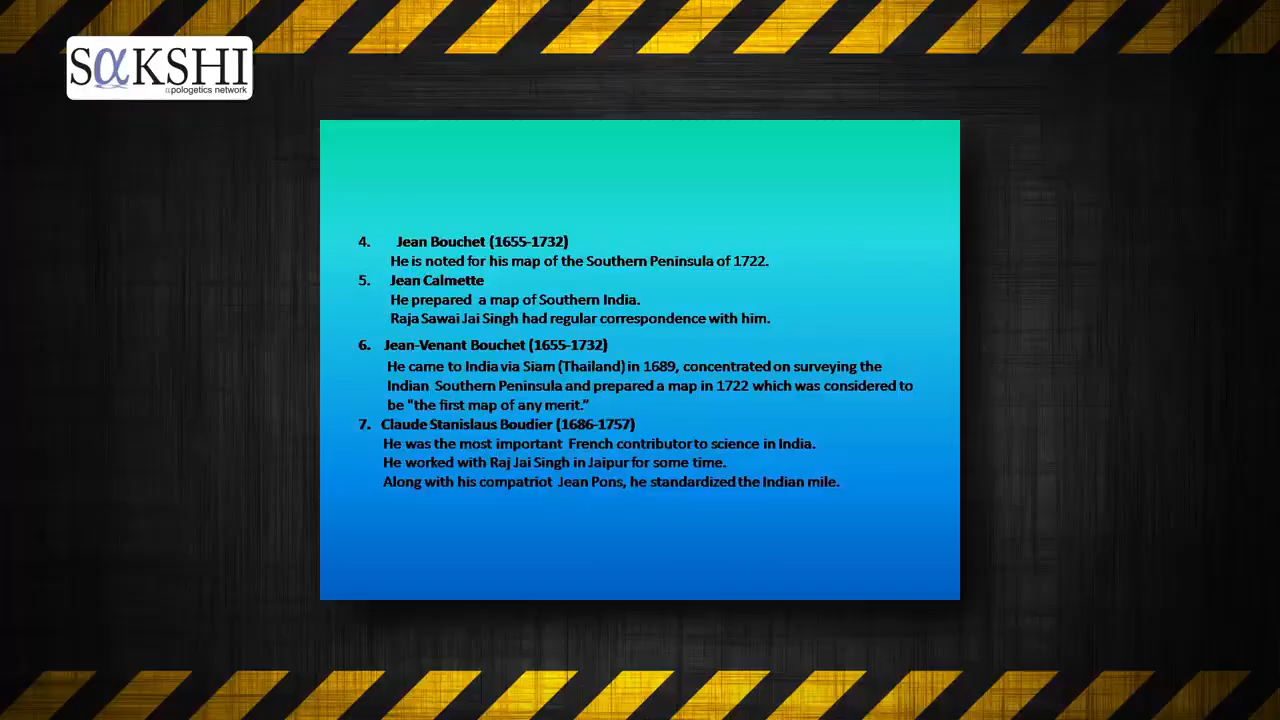 SαKSHI
αpologetics network
4. Jean Bouchet (1655-1732)
He is noted for his map of the Southern Peninsula of 1722.
5. Jean Calmette
He prepared a map of Southern India.
Raja Sawai Jai Singh had regular correspondence with him.
6. Jean-Venant Bouchet (1655-1732)
He came to India via Siam (Thailand) in 1689, concentrated on surveying the
Indian Southern Peninsula and prepared a map in 1722 which was considered to
be "the first map of any merit.”
7. Claude Stanislaus Boudier (1686-1757)
He was the most important French contributor to science in India.
He worked with Raj Jai Singh in Jaipur for some time.
Along with his compatriot Jean Pons, he standardized the Indian mile.